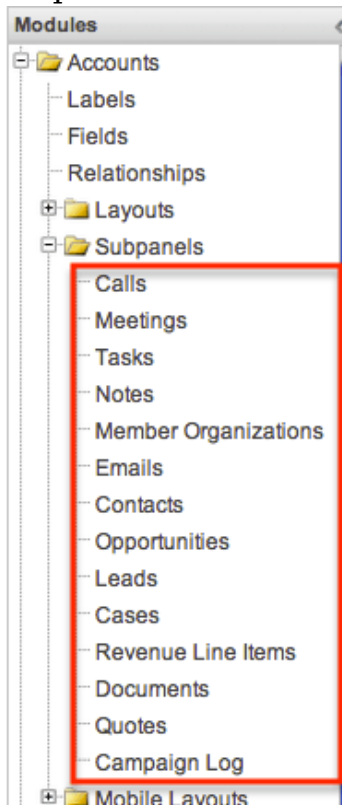 Modules
Accounts
Labels
Fields
Relationships
Layouts
Subpanels
Calls
Meetings
Tasks
Notes
Member Organizations
Emails
Contacts
Opportunities
Leads
Cases
Revenue Line Items
Documents
Quotes
Campaign Log
Mobile Layouts